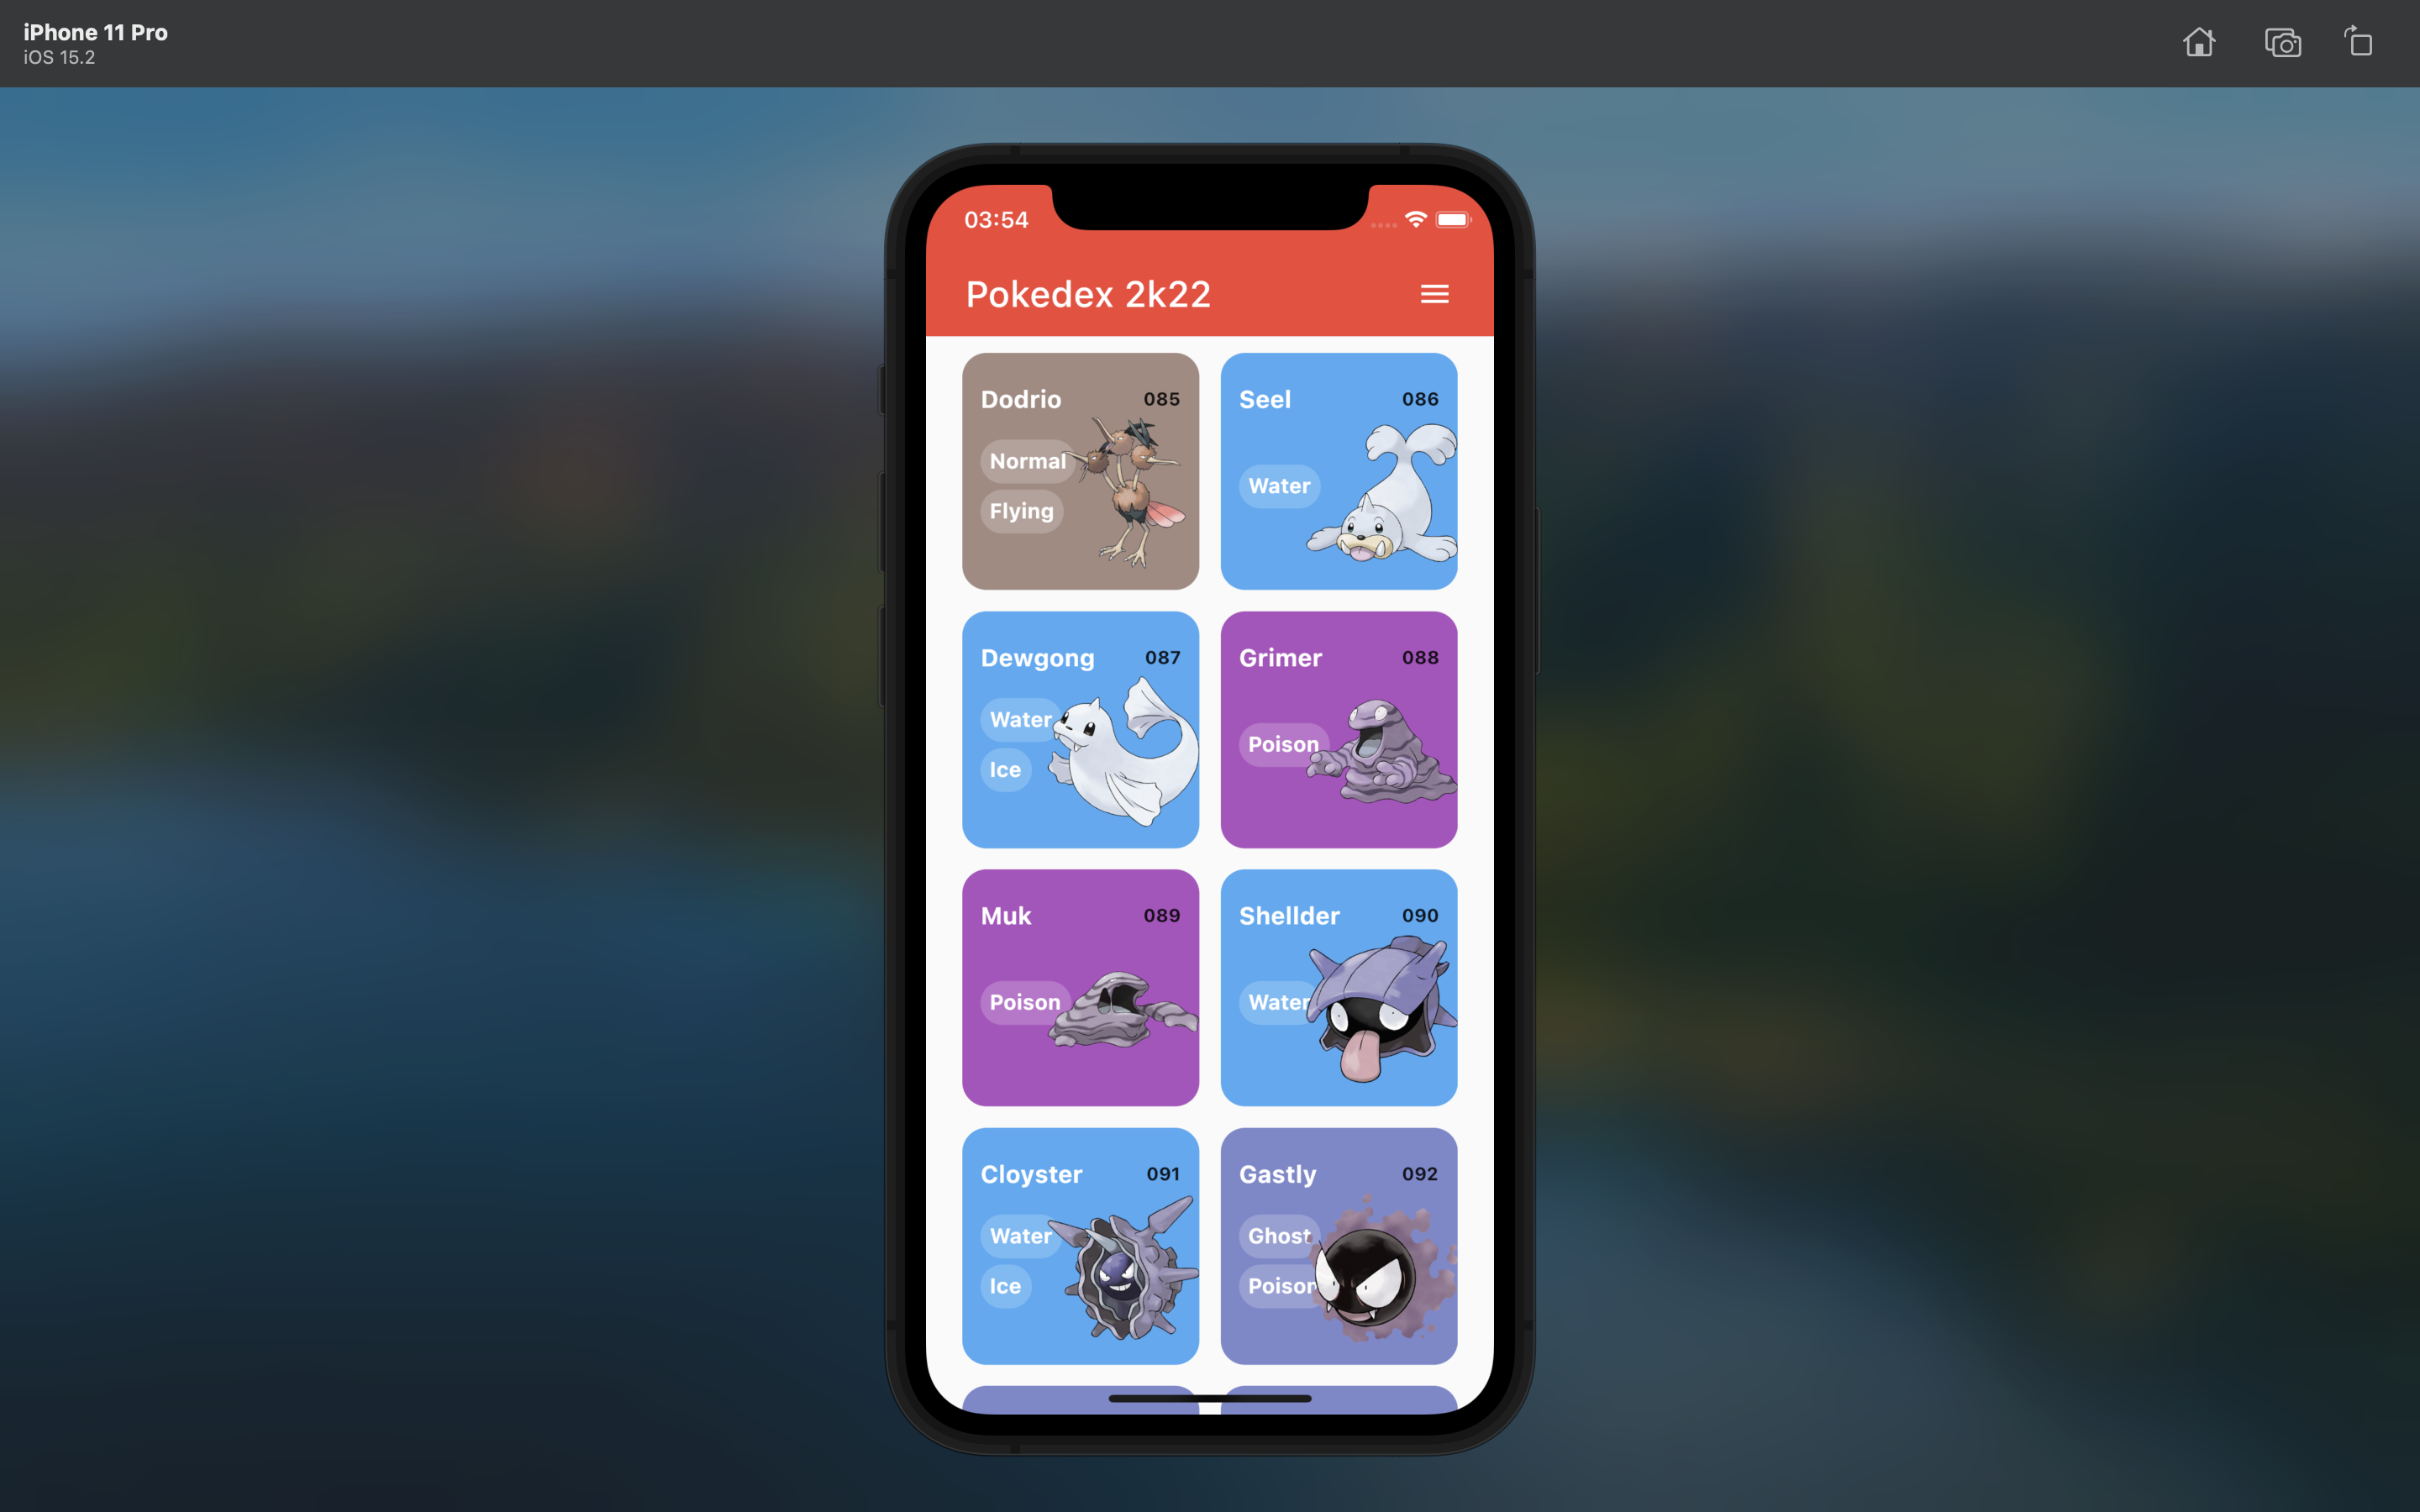 iPhone 11 Pro
iOS 15.2
03:54
Pokedex 2k22
Dodrio 085
Normal
Flying
Seel 086
Water
Dewgong 087
Water
Ice
Grimer 088
Poison
Muk 089
Poison
Shellder 090
Water
Cloyster 091
Water
Ice
Gastly 092
Ghost
Poison